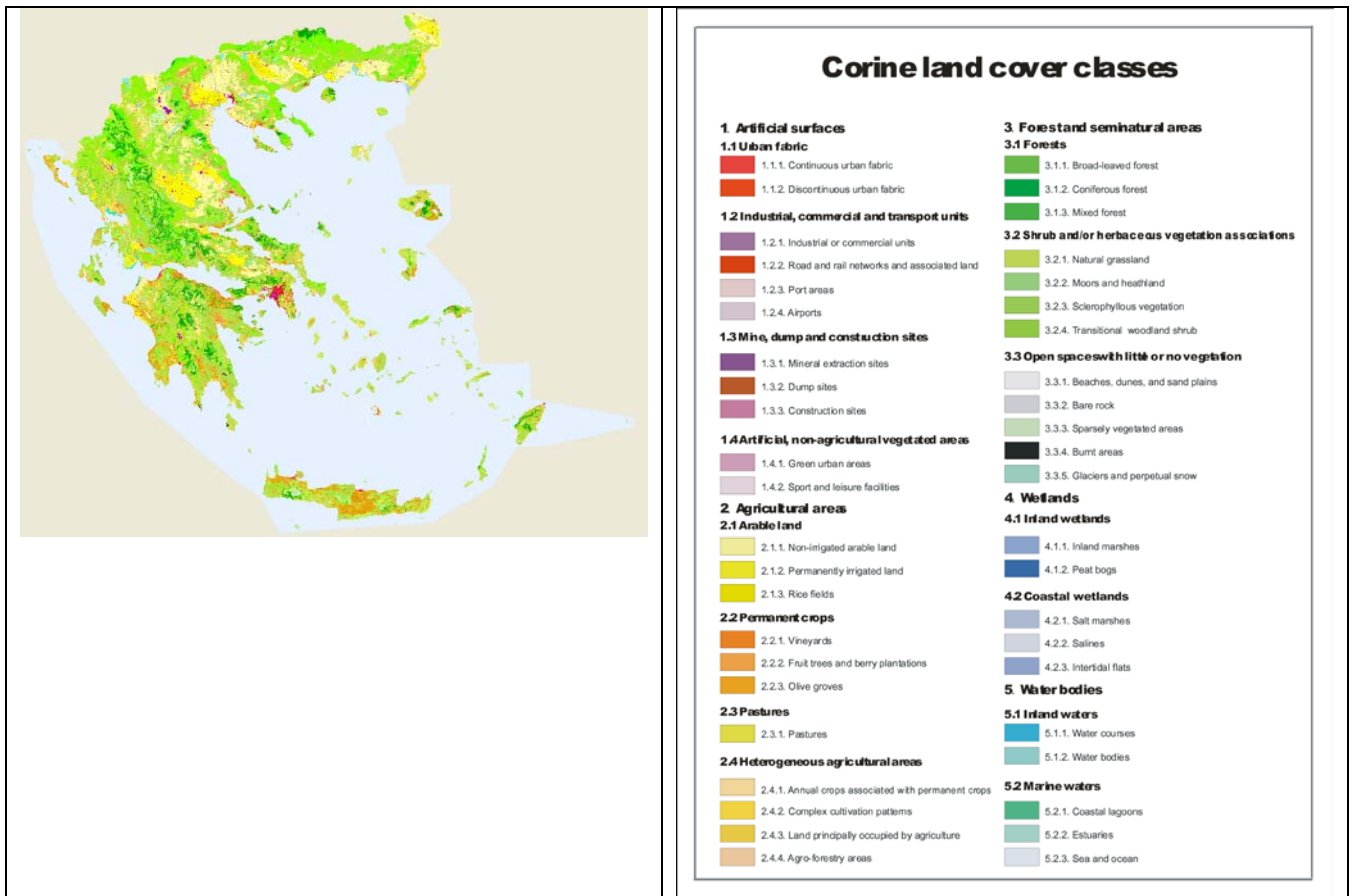 Corine land cover classes
1. Artificial surfaces
1.1 Urban fabric
1.1.1. Continuous urban fabric
1.1.2. Discontinuous urban fabric
1.2 Industrial, commercial and transport units
1.2.1. Industrial or commercial units
1.2.2. Road and rail networks and associated land
1.2.3. Port areas
1.2.4. Airports
1.3 Mine, dump and construction sites
1.3.1. Mineral extraction sites
1.3.2. Dump sites
1.3.3. Construction sites
1.4 Artificial, non-agricultural vegetated areas
1.4.1. Green urban areas
1.4.2. Sport and leisure facilities
2. Agricultural areas
2.1 Arable land
2.1.1. Non-irrigated arable land
2.1.2. Permanently irrigated land
2.1.3. Rice fields
2.2 Permanent crops
2.2.1. Vineyards
2.2.2. Fruit trees and berry plantations
2.2.3. Olive groves
2.3 Pastures
2.3.1. Pastures
2.4 Heterogeneous agricultural areas
2.4.1. Annual crops associated with permanent crops
2.4.2. Complex cultivation patterns
2.4.3. Land principally occupied by agriculture
2.4.4. Agro-forestry areas
3. Forest and seminatural areas
3.1 Forests
3.1.1. Broad-leaved forest
3.1.2. Coniferous forest
3.1.3. Mixed forest
3.2 Shrub and/or herbaceous vegetation associations
3.2.1. Natural grassland
3.2.2. Moors and heathland
3.2.3. Sclerophyllous vegetation
3.2.4. Transitional woodland shrub
3.3 Open spaces with little or no vegetation
3.3.1. Beaches, dunes, and sand plains
3.3.2. Bare rock
3.3.3. Sparsely vegetated areas
3.3.4. Burnt areas
3.3.5. Glaciers and perpetual snow
4. Wetlands
4.1 Inland wetlands
4.1.1. Inland marshes
4.1.2. Peat bogs
4.2 Coastal wetlands
4.2.1. Salt marshes
4.2.2. Salines
4.2.3. Intertidal flats
5. Water bodies
5.1 Inland waters
5.1.1. Water courses
5.1.2. Water bodies
5.2 Marine waters
5.2.1. Coastal lagoons
5.2.2. Estuaries
5.2.3. Sea and ocean